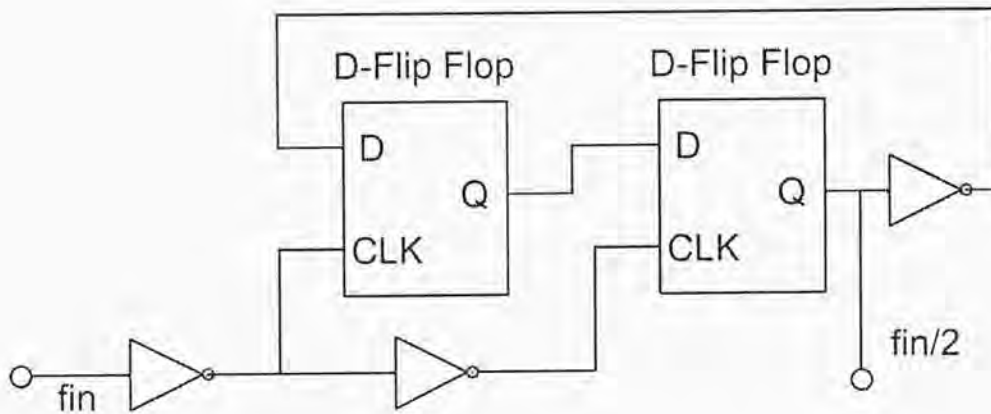 D-Flip Flop
D-Flip Flop
D
Q
CLK
D
Q
CLK
fin
fin/2